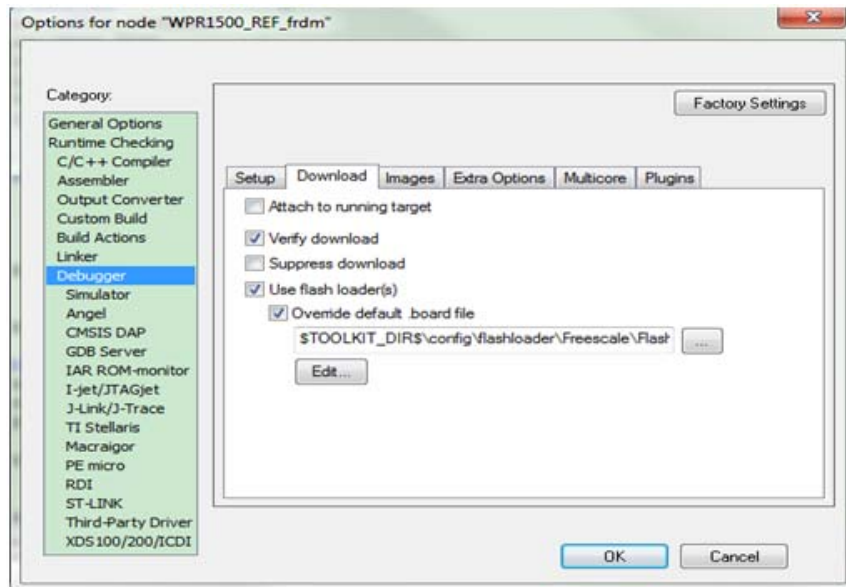 Options for node "WPR1500_REF_frdm"
Category:
General Options
Runtime Checking
C/C++ Compiler
Assembler
Output Converter
Custom Build
Build Actions
Linker
Debugger
Simulator
Angel
CMSIS DAP
GDB Server
IAR ROM-monitor
I-jet/JTAGjet
J-Link/J-Trace
TI Stellaris
Macraigor
PE micro
RDI
ST-LINK
Third-Party Driver
XDS100/200/ICDI
Factory Settings
Setup Download Images Extra Options Multicore Plugins
Attach to running target
Verify download
Suppress download
Use flash loader(s)
Override default .board file
$TOOLKIT_DIR$\config\flashloader\Freescale\Flash
...
Edit...
OK Cancel